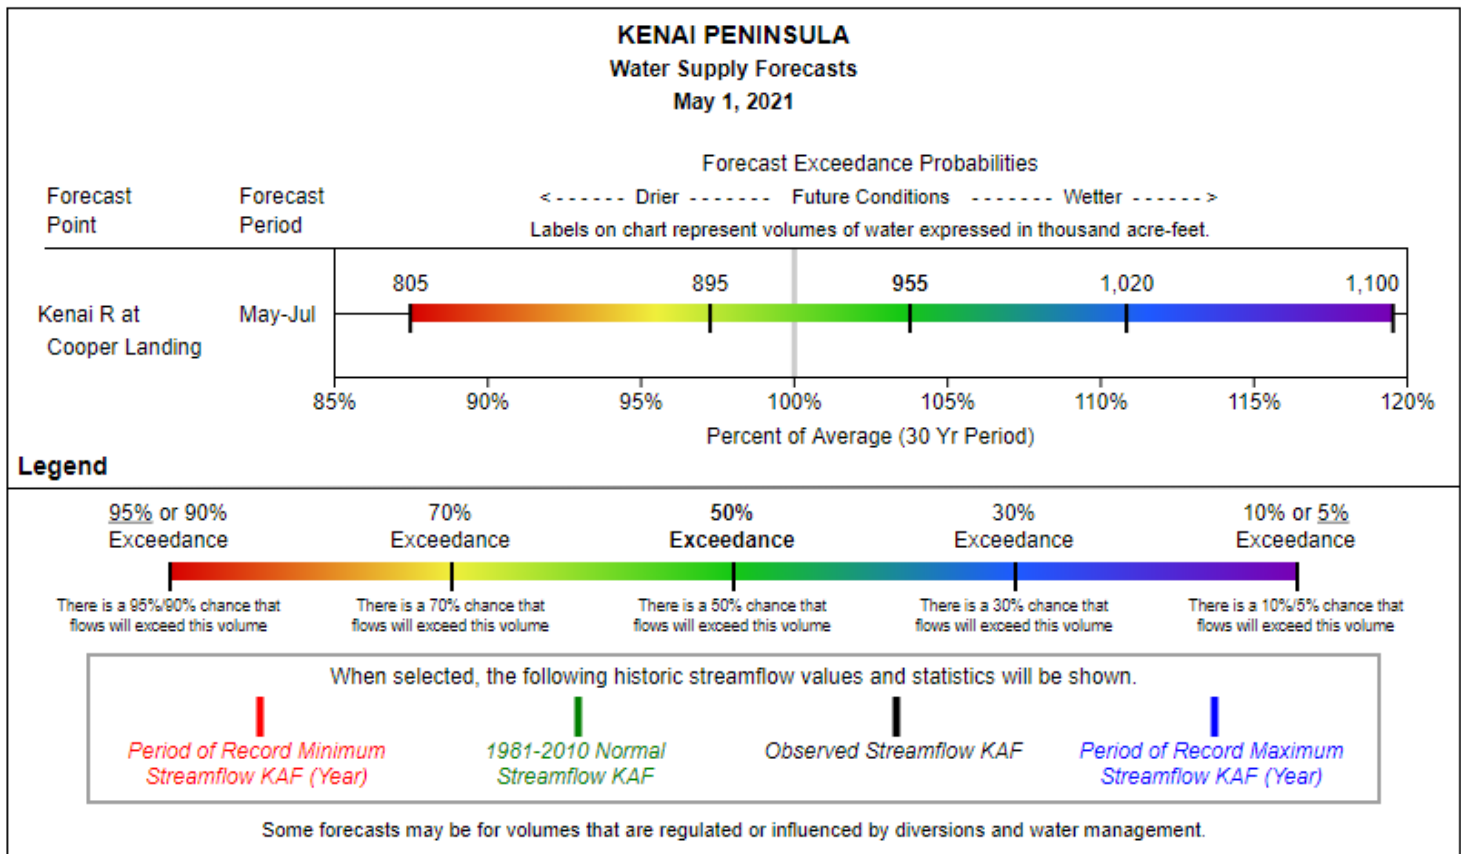 KENAI PENINSULA
Water Supply Forecasts
May 1, 2021
Forecast Exceedance Probabilities
Forecast Point
Forecast Period
<- - - - - - Drier - - - - - - - Future Conditions - - - - - - - Wetter - - - - - ->
Labels on chart represent volumes of water expressed in thousand acre-feet.
805 895 955 1,020 1,100
Kenai R at
Cooper Landing
May-Jul
85% 90% 95% 100% 105% 110% 115% 120%
Percent of Average (30 Yr Period)
Legend
95% or 90%
Exceedance
There is a 95%/90% chance that
flows will exceed this volume
70%
Exceedance
There is a 70% chance that
flows will exceed this volume
50%
Exceedance
There is a 50% chance that
flows will exceed this volume
30%
Exceedance
There is a 30% chance that
flows will exceed this volume
10% or 5%
Exceedance
There is a 10%/5% chance that
flows will exceed this volume
When selected, the following historic streamflow values and statistics will be shown.
Period of Record Minimum
Streamflow KAF (Year)
1981-2010 Normal
Streamflow KAF
Observed Streamflow KAF
Period of Record Maximum
Streamflow KAF (Year)
Some forecasts may be for volumes that are regulated or influenced by diversions and water management.